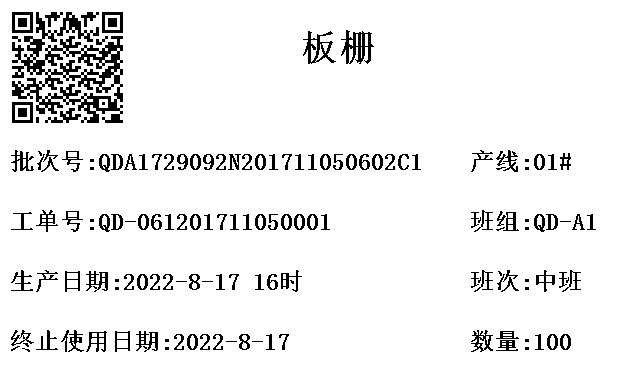 板栅
批次号:QDA1729092N201711050602C1 产线:01#
工单号:QD-061201711050001 班组:QD-A1
生产日期:2022-8-17 16时 班次:中班
终止使用日期:2022-8-17 数量:100